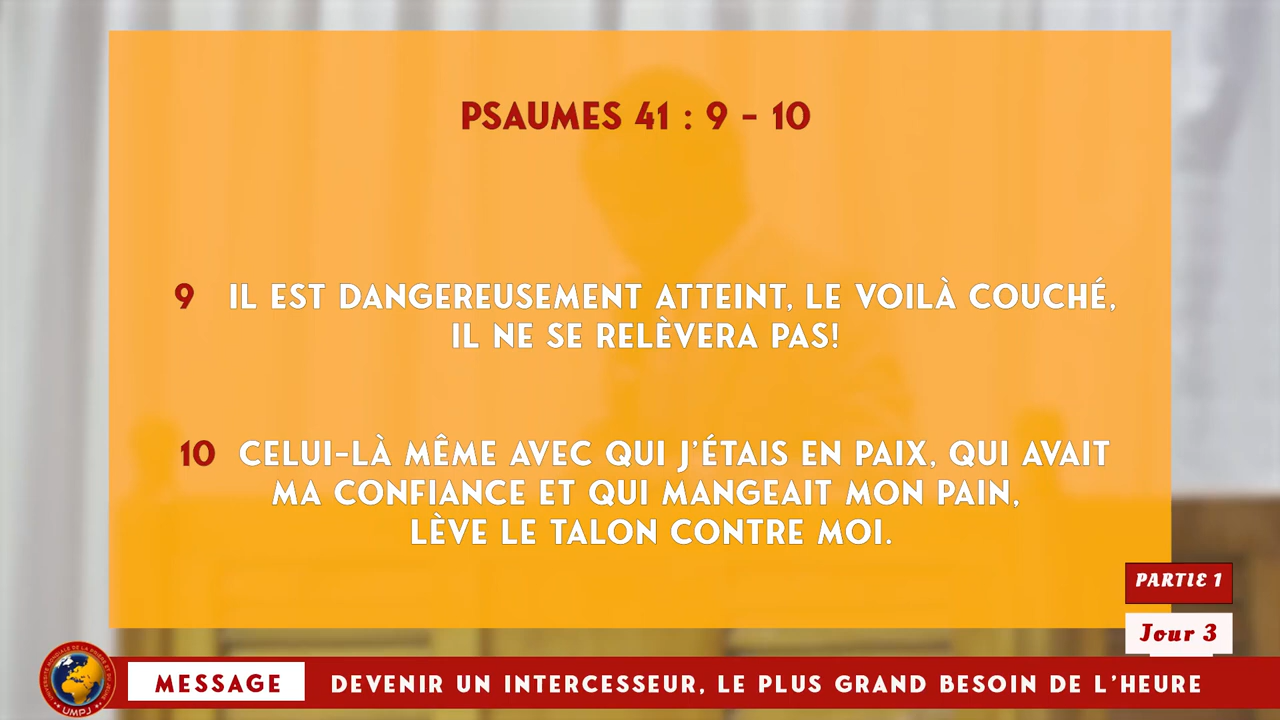 PSAUMES 41 : 9 - 10
9 IL EST DANGEREUSEMENT ATTEINT, LE VOILÀ COUCHÉ,
IL NE SE RELÈVERA PAS!
10 CELUI-LÀ MÊME AVEC QUI J'ÉTAIS EN PAIX, QUI AVAIT
MA CONFIANCE ET QUI MANGEAIT MON PAIN,
LÈVE LE TALON CONTRE MOI.
PARTIE 1
Jour 3
MESSAGE
DEVENIR UN INTERCESSEUR, LE PLUS GRAND BESOIN DE L'HEURE
UMPJ